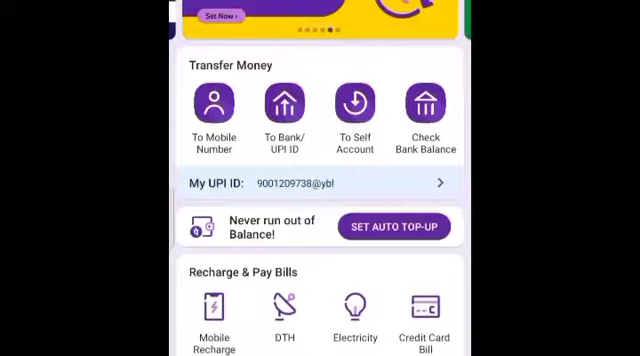 Set Now ›
Transfer Money
To Mobile Number
To Bank/ UPI ID
To Self Account
Check Bank Balance
My UPI ID: 9001209738@ybl
Never run out of
Balance!
SET AUTO TOP-UP
Recharge & Pay Bills
Mobile Recharge
DTH
Electricity
Credit Card Bill